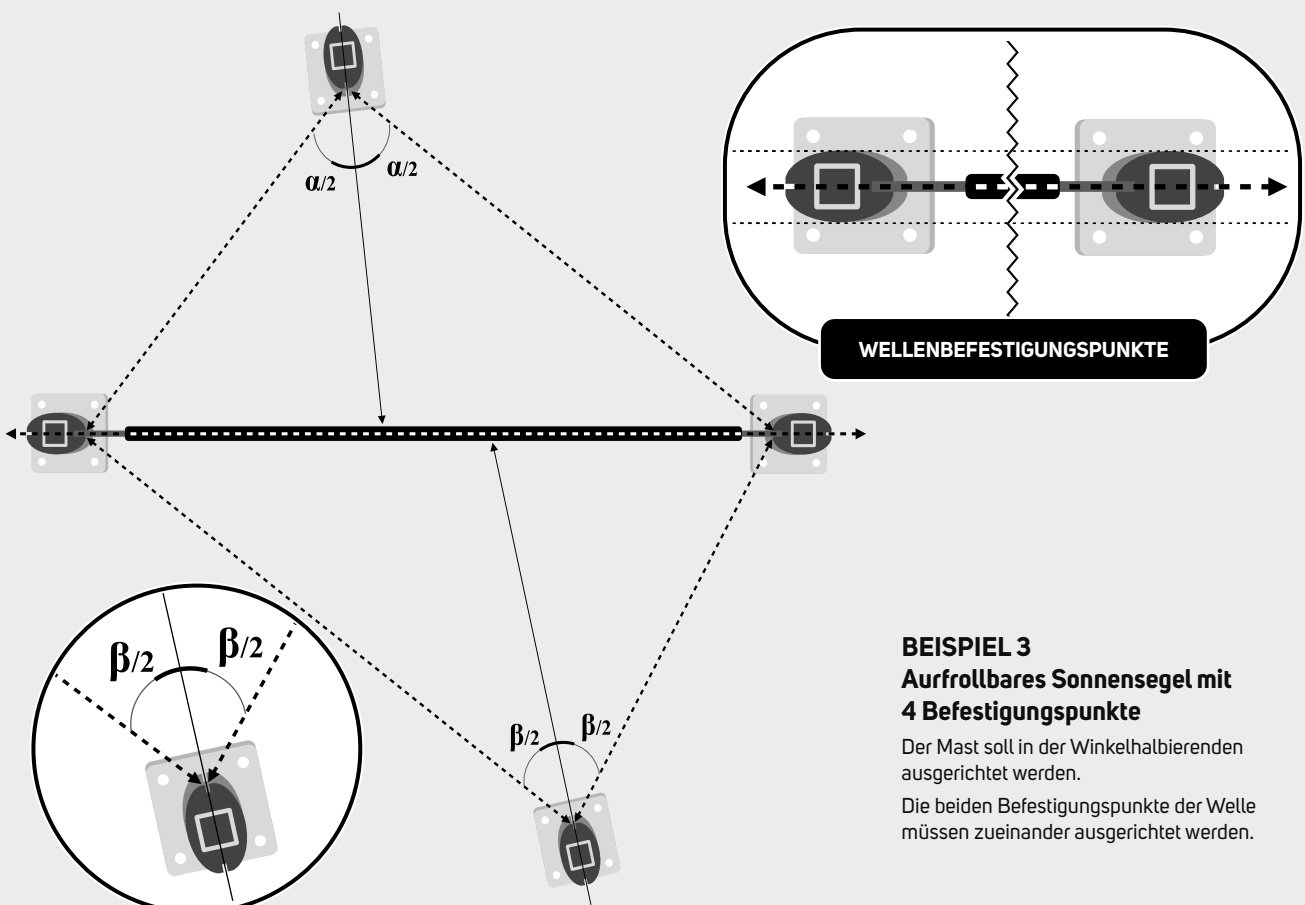 α/2
α/2
WELLENBEFESTIGUNGSPUNKTE
β/2
β/2
β/2
β/2
BEISPIEL 3
Aurfrollbares Sonnensegel mit
4 Befestigungspunkte
Der Mast soll in der Winkelhalbierenden
ausgerichtet werden.
Die beiden Befestigungspunkte der Welle
müssen zueinander ausgerichtet werden.